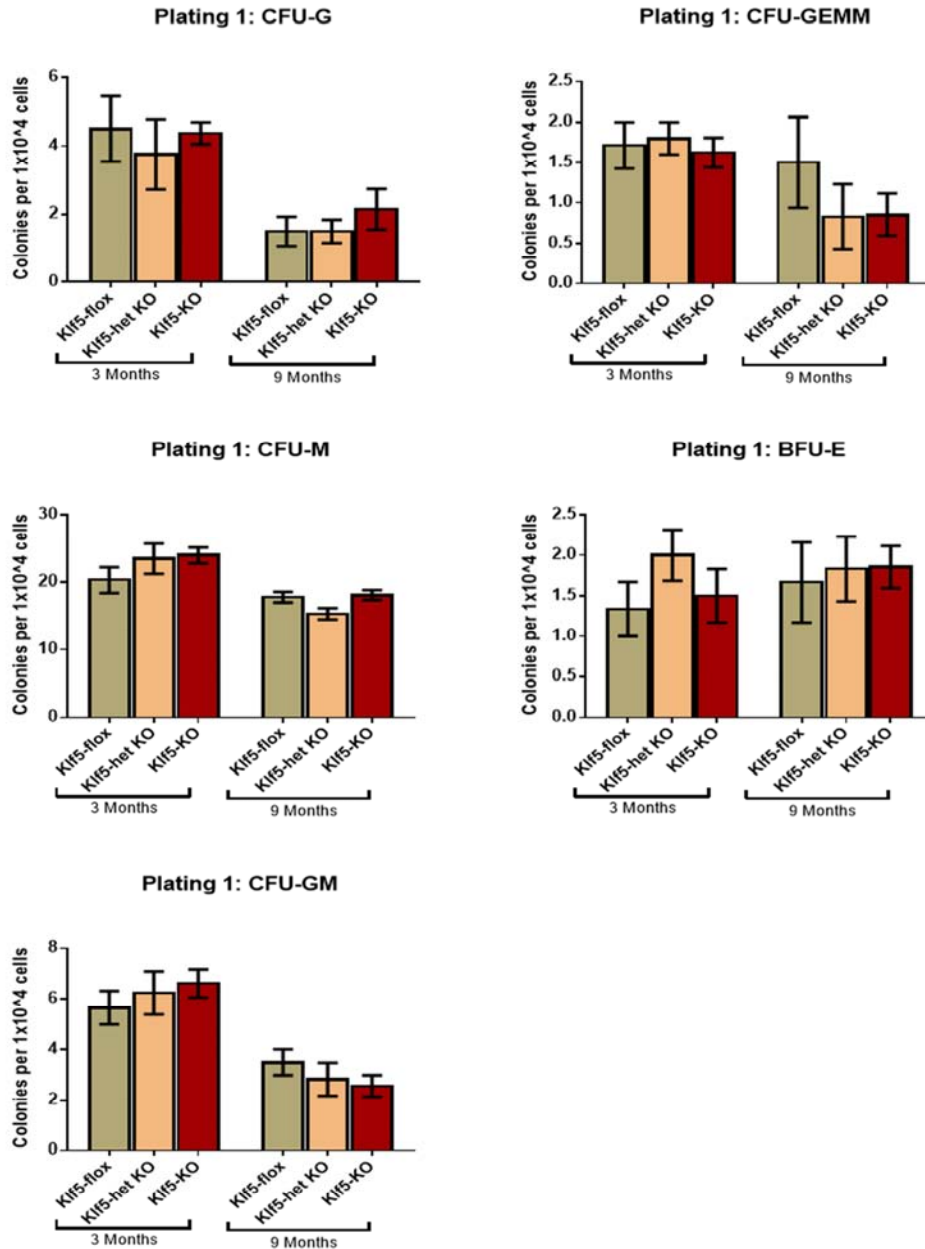 Plating 1: CFU-G
Colonies per 1x10^4 cells
6
4
2
0
Klf5-flox
Klf5-het KO
Klf5-KO
Klf5-flox
Klf5-het KO
Klf5-KO
3 Months
9 Months
Plating 1: CFU-GEMM
Colonies per 1x10^4 cells
2.5
2.0
1.5
1.0
0.5
0.0
Klf5-flox
Klf5-het KO
Klf5-KO
Klf5-flox
Klf5-het KO
Klf5-KO
3 Months
9 Months
Plating 1: CFU-M
Colonies per 1x10^4 cells
30
20
10
0
Klf5-flox
Klf5-het KO
Klf5-KO
Klf5-flox
Klf5-het KO
Klf5-KO
3 Months
9 Months
Plating 1: BFU-E
Colonies per 1x10^4 cells
2.5
2.0
1.5
1.0
0.5
0.0
Klf5-flox
Klf5-het KO
Klf5-KO
Klf5-flox
Klf5-het KO
Klf5-KO
3 Months
9 Months
Plating 1: CFU-GM
Colonies per 1x10^4 cells
8
6
4
2
0
Klf5-flox
Klf5-het KO
Klf5-KO
Klf5-flox
Klf5-het KO
Klf5-KO
3 Months
9 Months